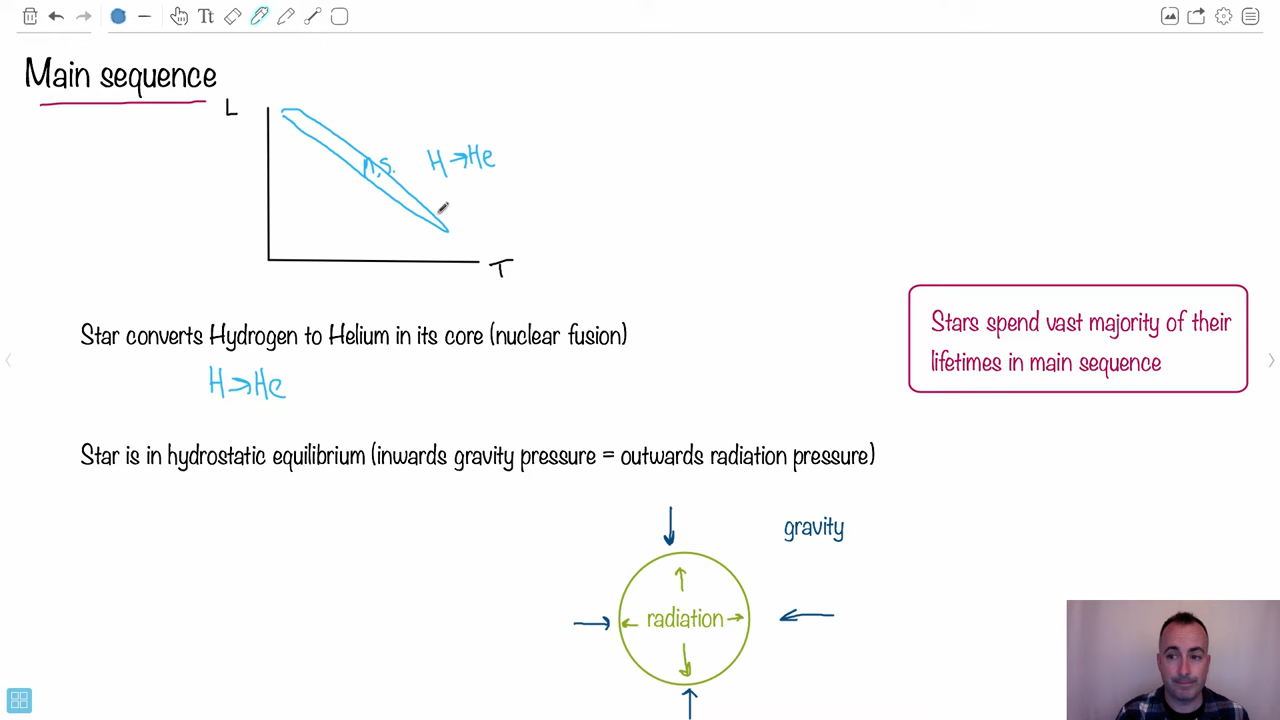 Tt
Main sequence
L
m.s.
H→He
T
Star converts Hydrogen to Helium in its core (nuclear fusion)
H→He
Stars spend vast majority of their
lifetimes in main sequence
Star is in hydrostatic equilibrium (inwards gravity pressure = outwards radiation pressure)
gravity
radiation